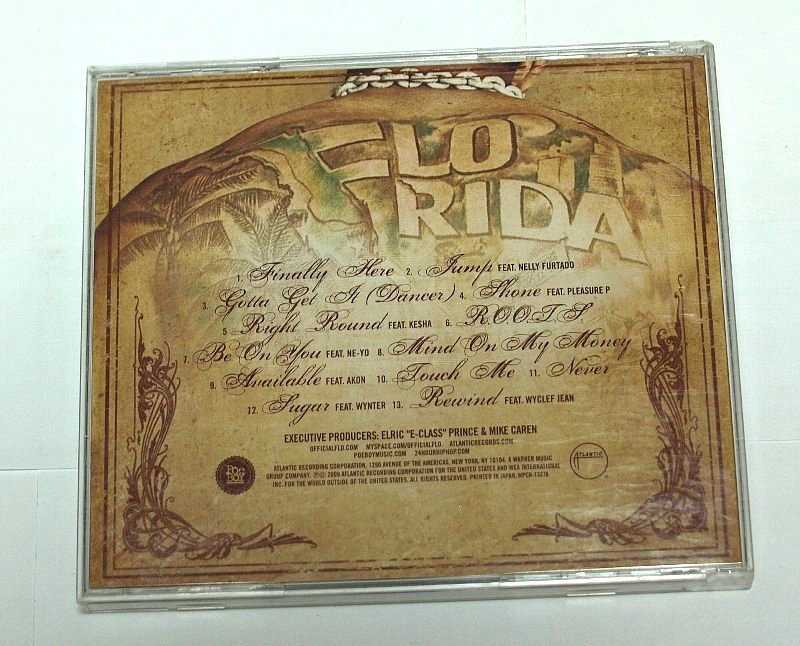 FLO
RIDA
1. Finally Here 2. Jump FEAT. NELLY FURTADO
3. Gotta Get It (Dancer) 4. Shone FEAT. PLEASURE P
5. Right Round FEAT. KE$HA 6. R.O.O.T.S
7. Be On You FEAT. NE-YO 8. Mind On My Money
9. Available FEAT. AKON 10. Touch Me 11. Never
12. Sugar FEAT. WYNTER 13. Rewind FEAT. WYCLEF JEAN
EXECUTIVE PRODUCERS: ELRIC "E-CLASS" PRINCE & MIKE CAREN
OFFICIALFLO.COM MYSPACE.COM/OFFICIALFLO. ATLANTICRECORDS.COM
POEBOYMUSIC.COM 24HOURHIPHOP.COM
POE BOY
ATLANTIC
ATLANTIC RECORDING CORPORATION, 1290 AVENUE OF THE AMERICAS, NEW YORK, NY 10104. A WARNER MUSIC
GROUP COMPANY. ℗© 2009 ATLANTIC RECORDING CORPORATION FOR THE UNITED STATES AND WEA INTERNATIONAL
INC. FOR THE WORLD OUTSIDE OF THE UNITED STATES. ALL RIGHTS RESERVED. PRINTED IN JAPAN. WPCR-13378